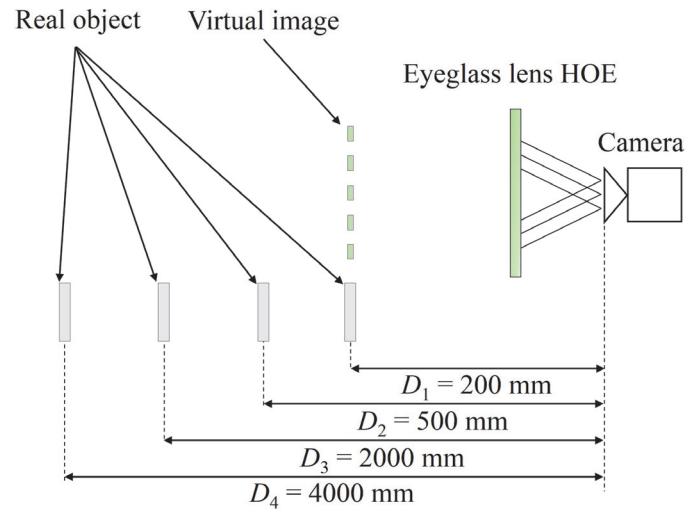 Real object
Virtual image
Eyeglass lens HOE
Camera
D₁ = 200 mm
D₂ = 500 mm
D₃ = 2000 mm
D₄ = 4000 mm